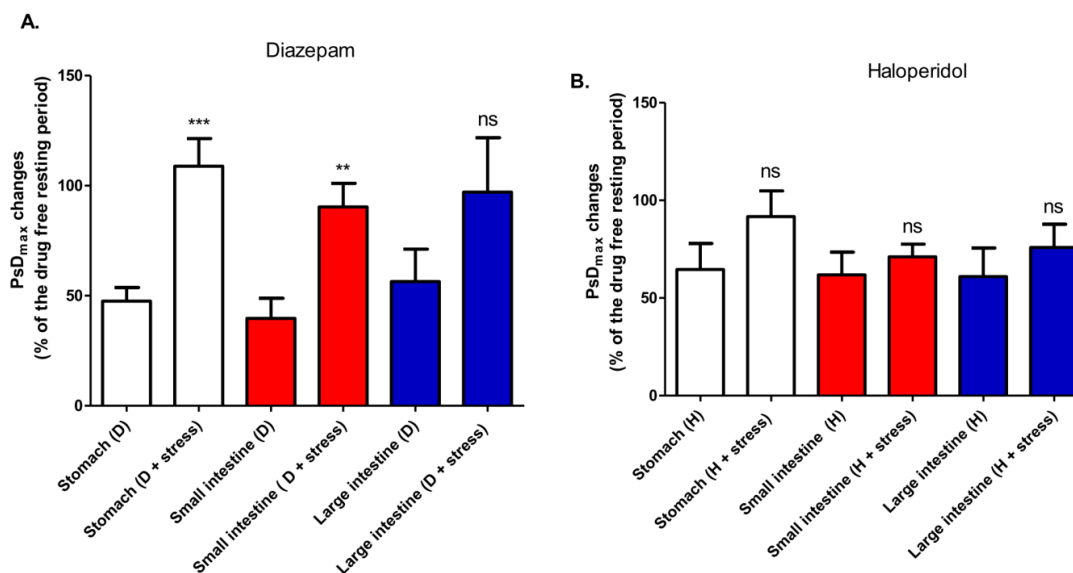 A.
Diazepam
PsDmax changes
(% of the drug free resting period)
150
100
50
0
***
**
ns
Stomach (D)
Stomach (D + stress)
Small intestine (D)
Small intestine ( D + stress)
Large intestine (D)
Large intestine (D + stress)
B.
Haloperidol
PsDmax changes
(% of the drug free resting period)
150
100
50
0
ns
ns
ns
Stomach (H)
Stomach (H + stress)
Small intestine  (H)
Small intestine (H + stress)
Large intestine (H)
Large intestine (H + stress)